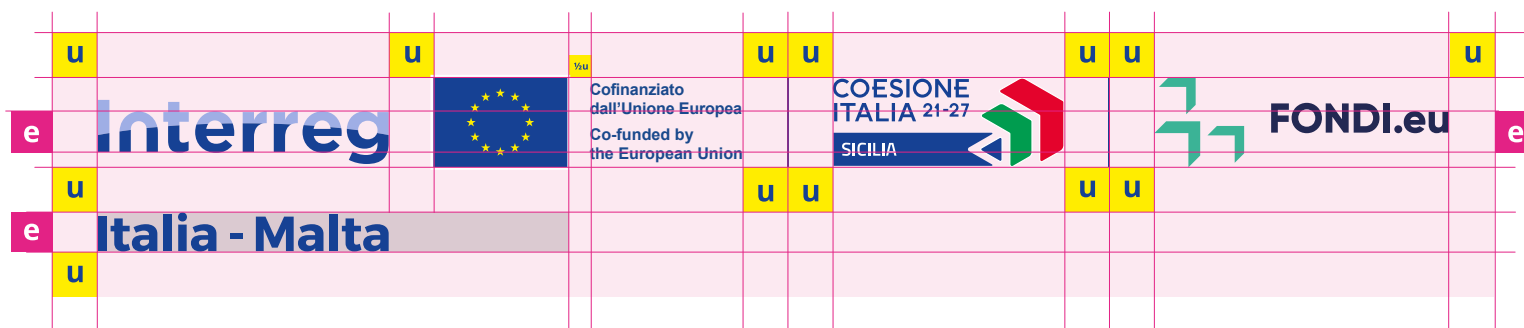 u u u u u u u
½u
Interreg
Cofinanziato
dall'Unione Europea
Co-funded by
the European Union
COESIONE
ITALIA 21-27
SICILIA
FONDI.eu
e e
u u u u u
e
Italia - Malta
u